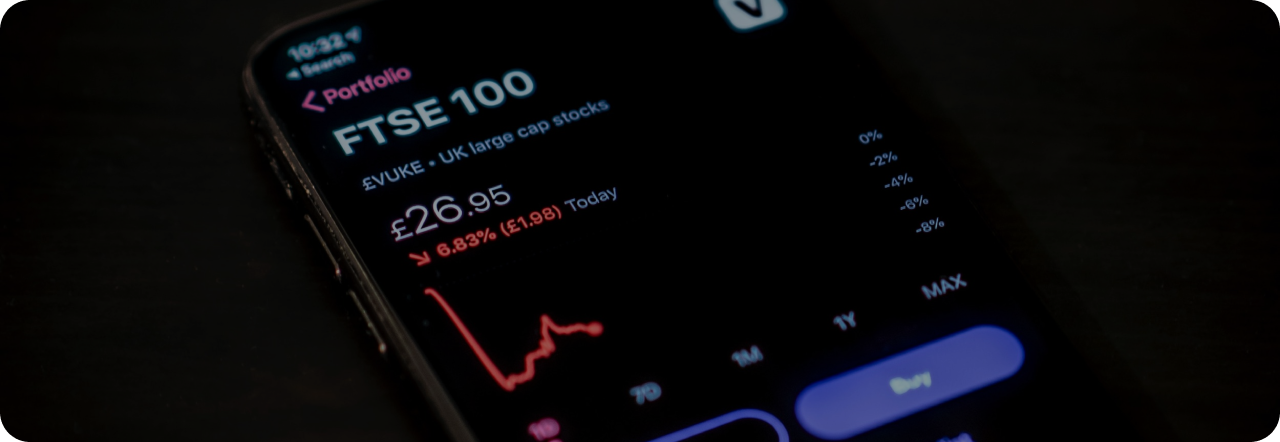 10:32
◀ Search
Portfolio
FTSE 100
£VUKE • UK large cap stocks
£26.95
6.83% (£1.98) Today
0%
-2%
-4%
-6%
-8%
1D
7D
1M
1Y
MAX
Buy